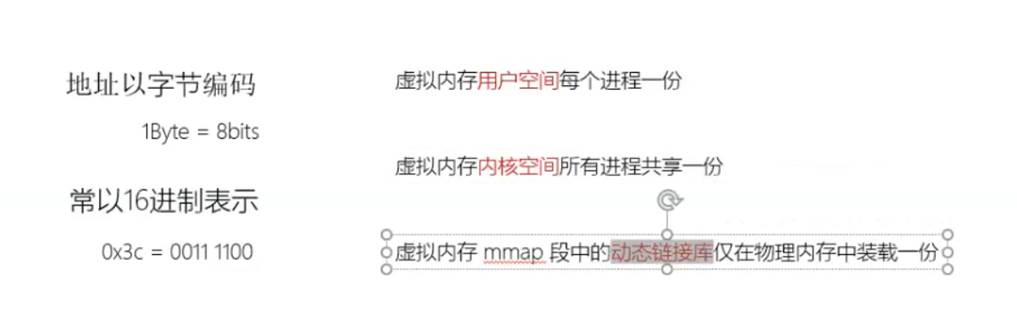 地址以字节编码
1Byte = 8bits
常以16进制表示
0x3c = 0011 1100
虚拟内存用户空间每个进程一份
虚拟内存内核空间所有进程共享一份
虚拟内存 mmap 段中的动态链接库仅在物理内存中装载一份